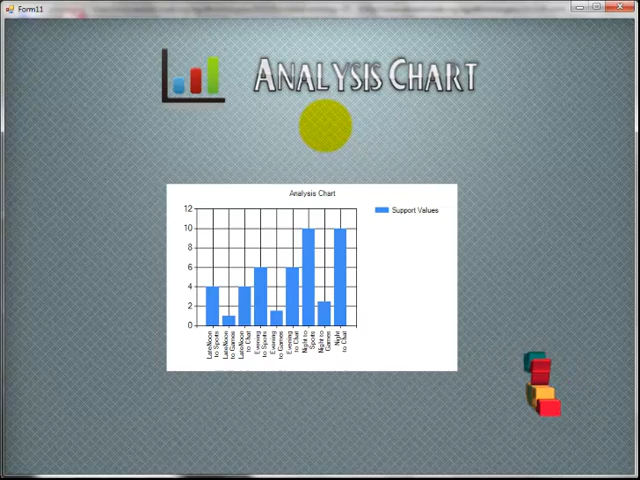 Form11
ANALYSIS CHART
Analysis Chart
Support Values
12
10
8
6
4
2
0
LateNoon
to Sports
LateNoon
to Games
LateNoon
to Chat
Evening
to Sports
Evening
to Games
Evening
to Chat
Night to
Sports
Night to
Games
Night
to Chat